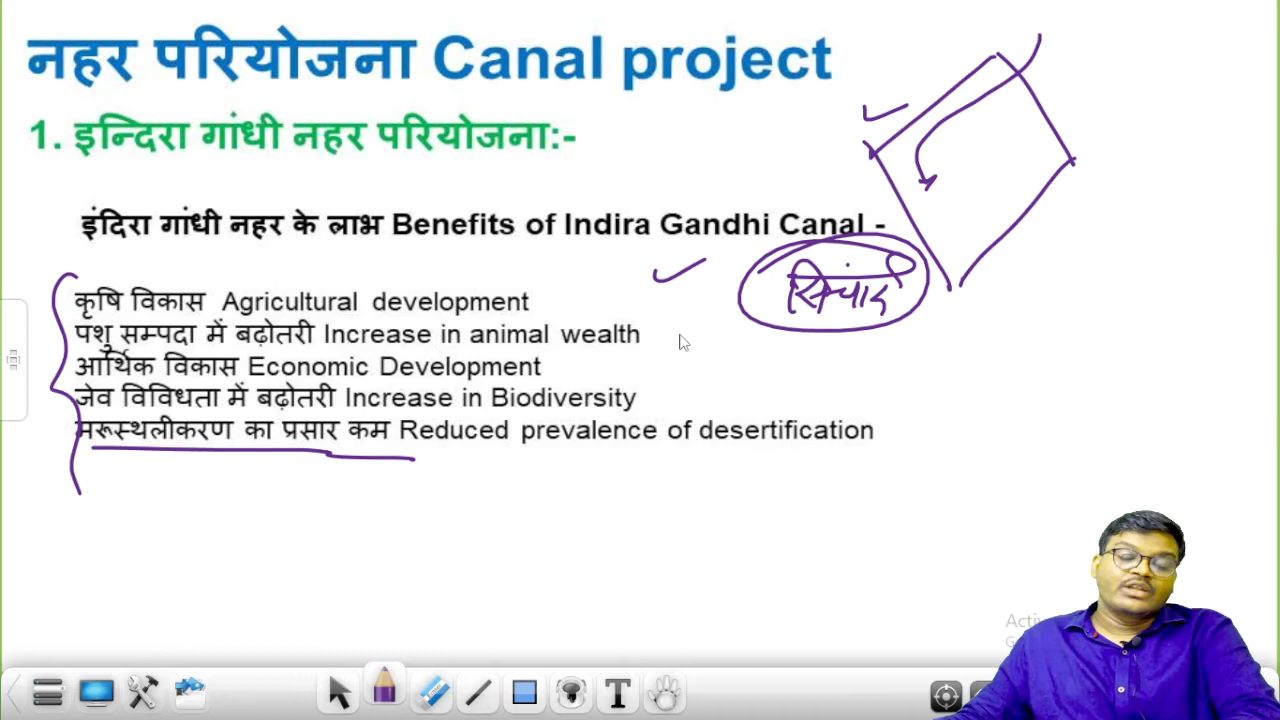 नहर परियोजना Canal project
1. इन्दिरा गांधी नहर परियोजना:-
इंदिरा गांधी नहर के लाभ Benefits of Indira Gandhi Canal -
सिंचाई
कृषि विकास Agricultural development
पशु सम्पदा में बढ़ोतरी Increase in animal wealth
आर्थिक विकास Economic Development
जेव विविधता में बढ़ोतरी Increase in Biodiversity
मरूस्थलीकरण का प्रसार कम Reduced prevalence of desertification